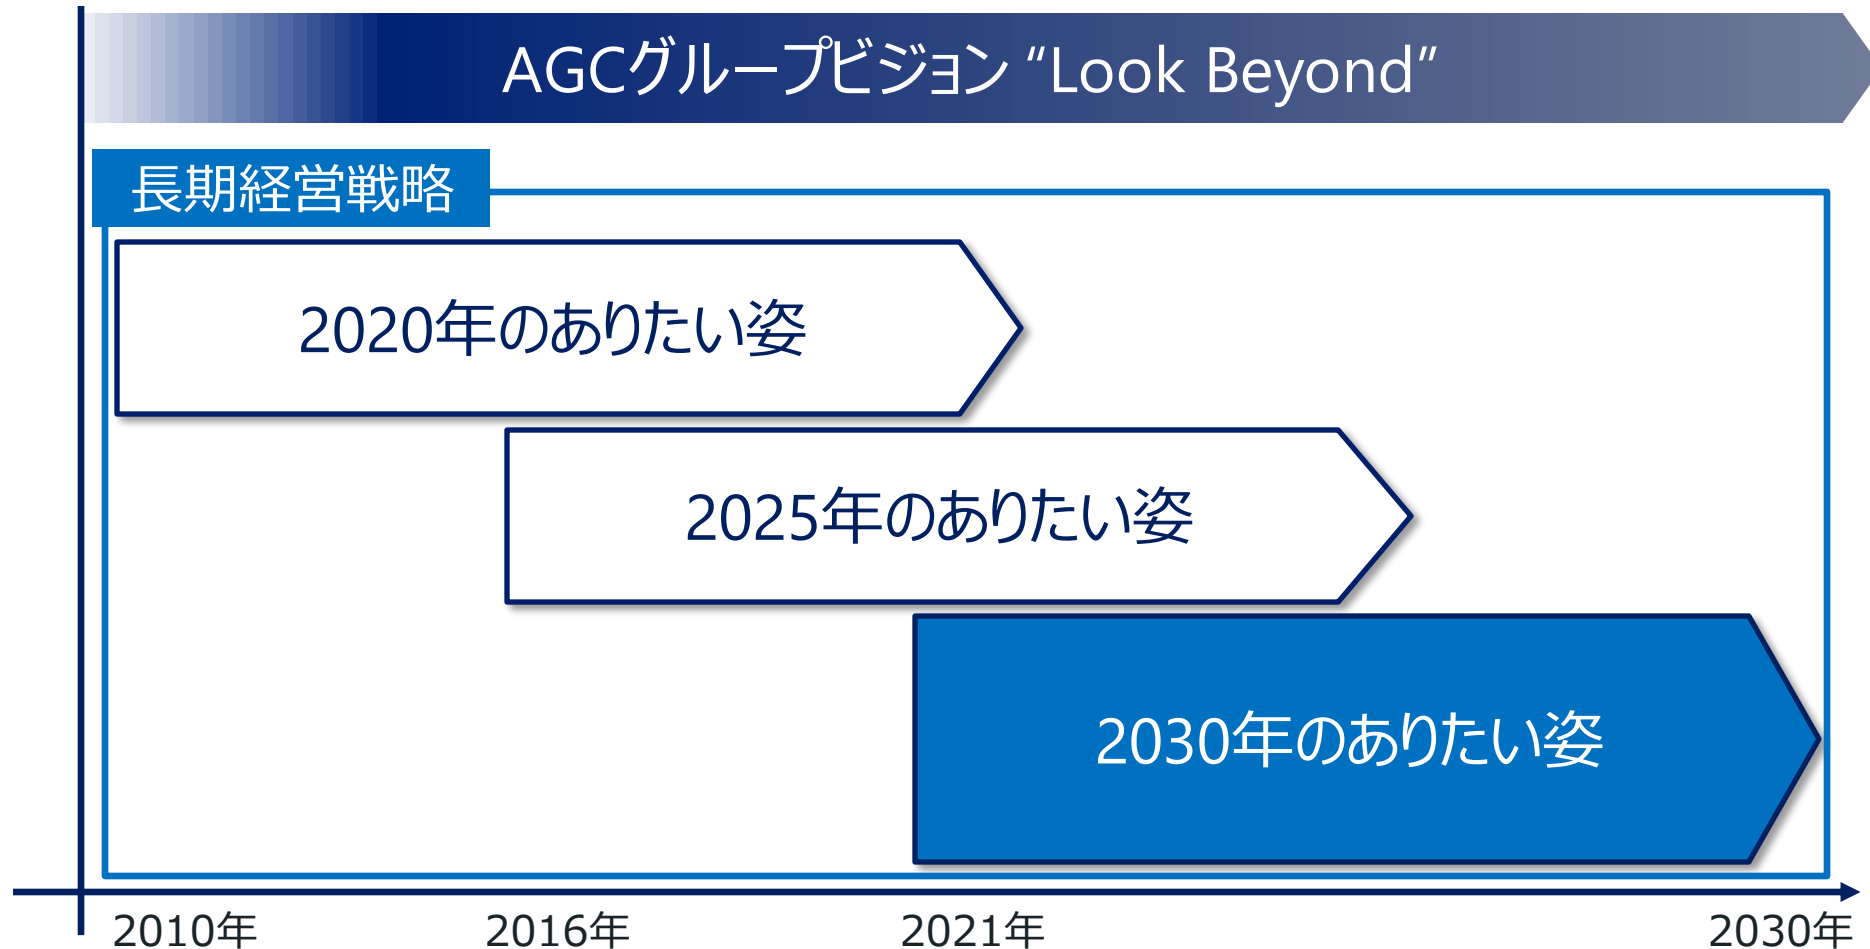 AGCグループビジョン “Look Beyond”
長期経営戦略
2020年のありたい姿
2025年のありたい姿
2030年のありたい姿
2010年 2016年 2021年 2030年